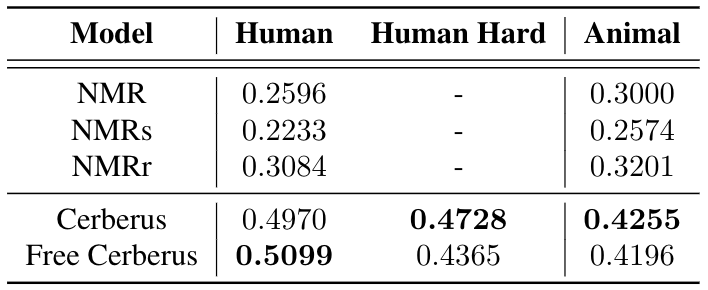 Model Human Human Hard Animal
NMR 0.2596 - 0.3000
NMRs 0.2233 - 0.2574
NMRr 0.3084 - 0.3201
Cerberus 0.4970 0.4728 0.4255
Free Cerberus 0.5099 0.4365 0.4196